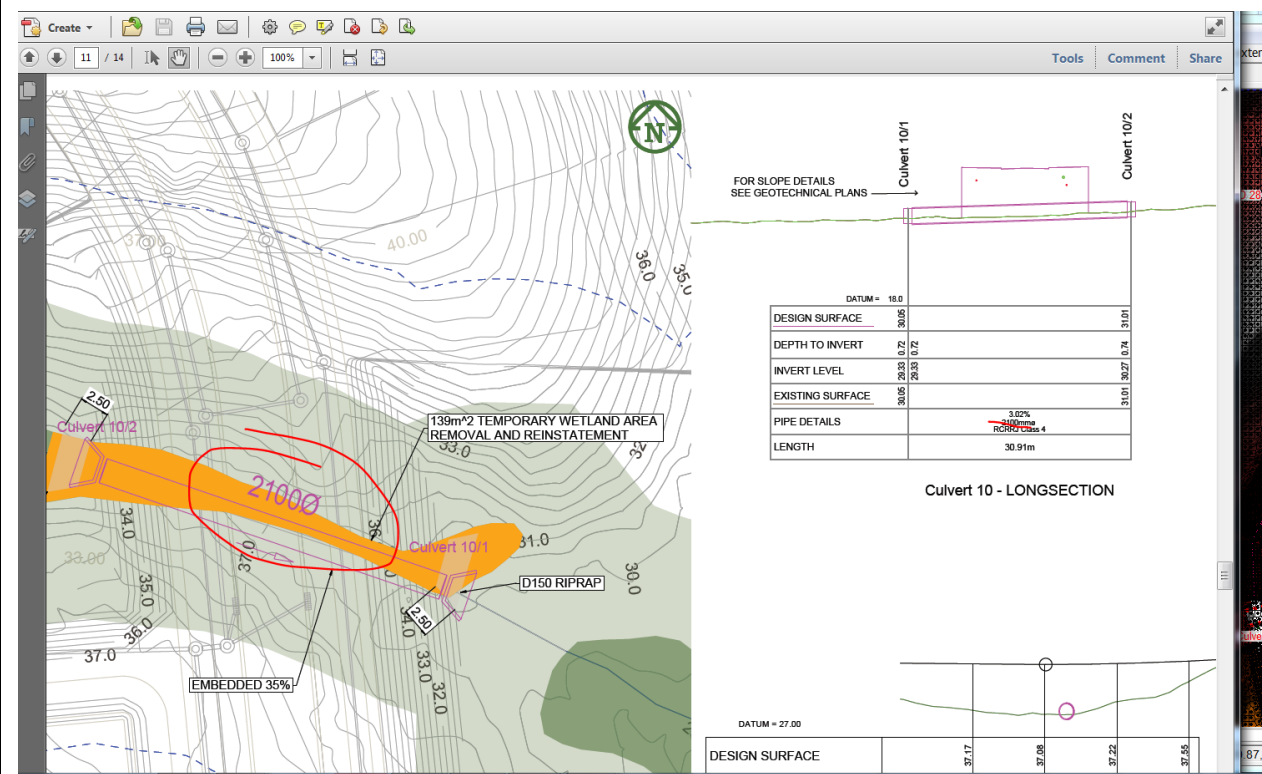 Create
11 / 14
100%
Tools
Comment
Share
N
37.00
40.00
36.0
35.0
2.50
Culvert 10/2
139m^2 TEMPORARY WETLAND AREA
REMOVAL AND REINSTATEMENT
33.0
32
2100Ø
34.0
36
Culvert 10/1
31.0
33.00
37.0
D150 RIPRAP
30.0
35.0
2.50
34.0
36.0
37.0
33.0
32.0
EMBEDDED 35%
Culvert 10/1
Culvert 10/2
FOR SLOPE DETAILS
SEE GEOTECHNICAL PLANS
DATUM = 18.0
DESIGN SURFACE 30.05 31.01
DEPTH TO INVERT 0.72 0.72 0.74
INVERT LEVEL 29.33 29.33 30.27
EXISTING SURFACE 30.05 31.01
PIPE DETAILS
3.02%
2100mmø
RCRRJ Class 4
LENGTH 30.91m
Culvert 10 - LONGSECTION
DATUM = 27.00
DESIGN SURFACE 37.17 37.08 37.22 37.55